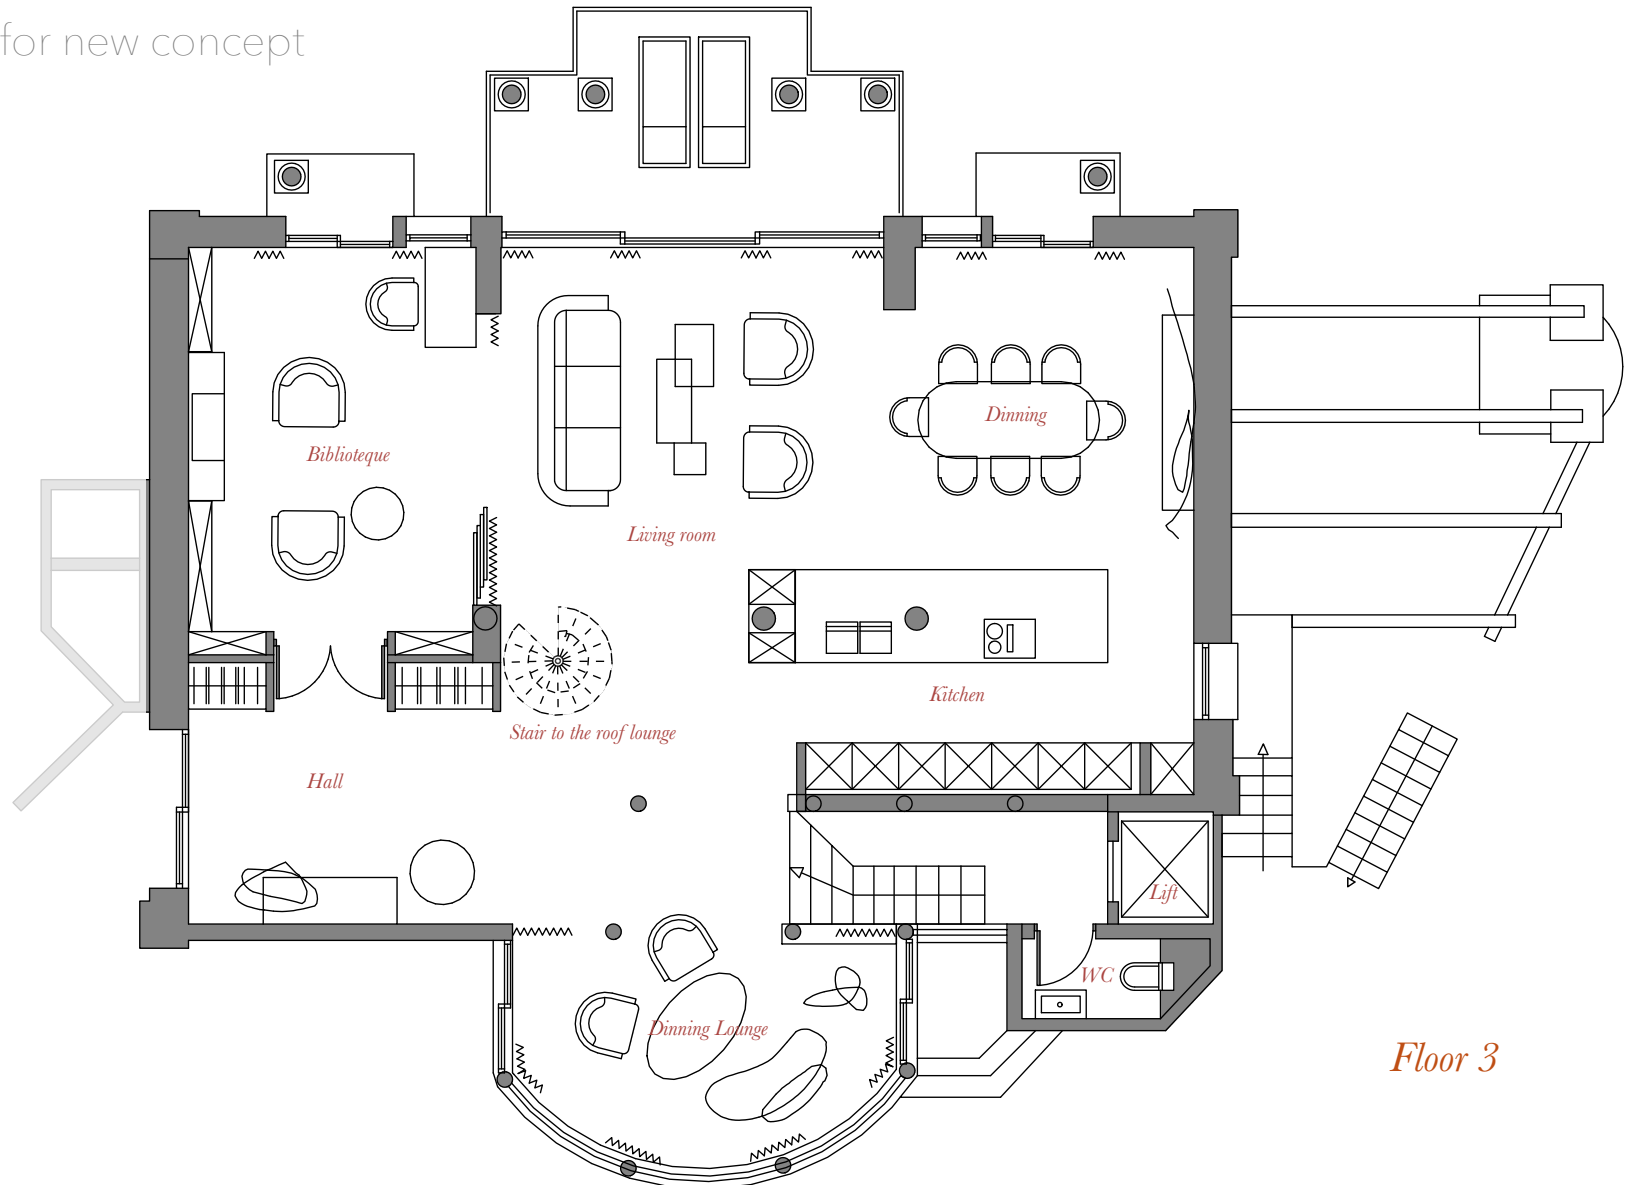 for new concept
Dinning
Biblioteque
Living room
Kitchen
Stair to the roof lounge
Hall
Lift
WC
Dinning Lounge
Floor 3